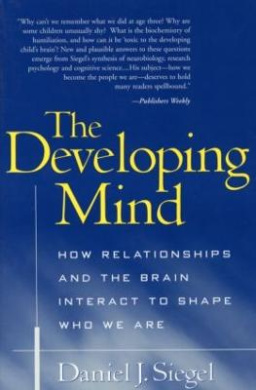 "Why can't we remember what we did at age three? Why are
some children unusually shy? What is the biochemistry of
humiliation, and how can it be 'toxic to the developing
child's brain'? New and plausible answers to these questions
emerge from Siegel's synthesis of neurobiology, research
psychology and cognitive science....His subject—how we
become the people we are—deserves to hold
many readers spellbound."
—Publishers Weekly
The
Developing
Mind
HOW RELATIONSHIPS
AND THE BRAIN
INTERACT TO SHAPE
WHO WE ARE
Daniel J. Siegel